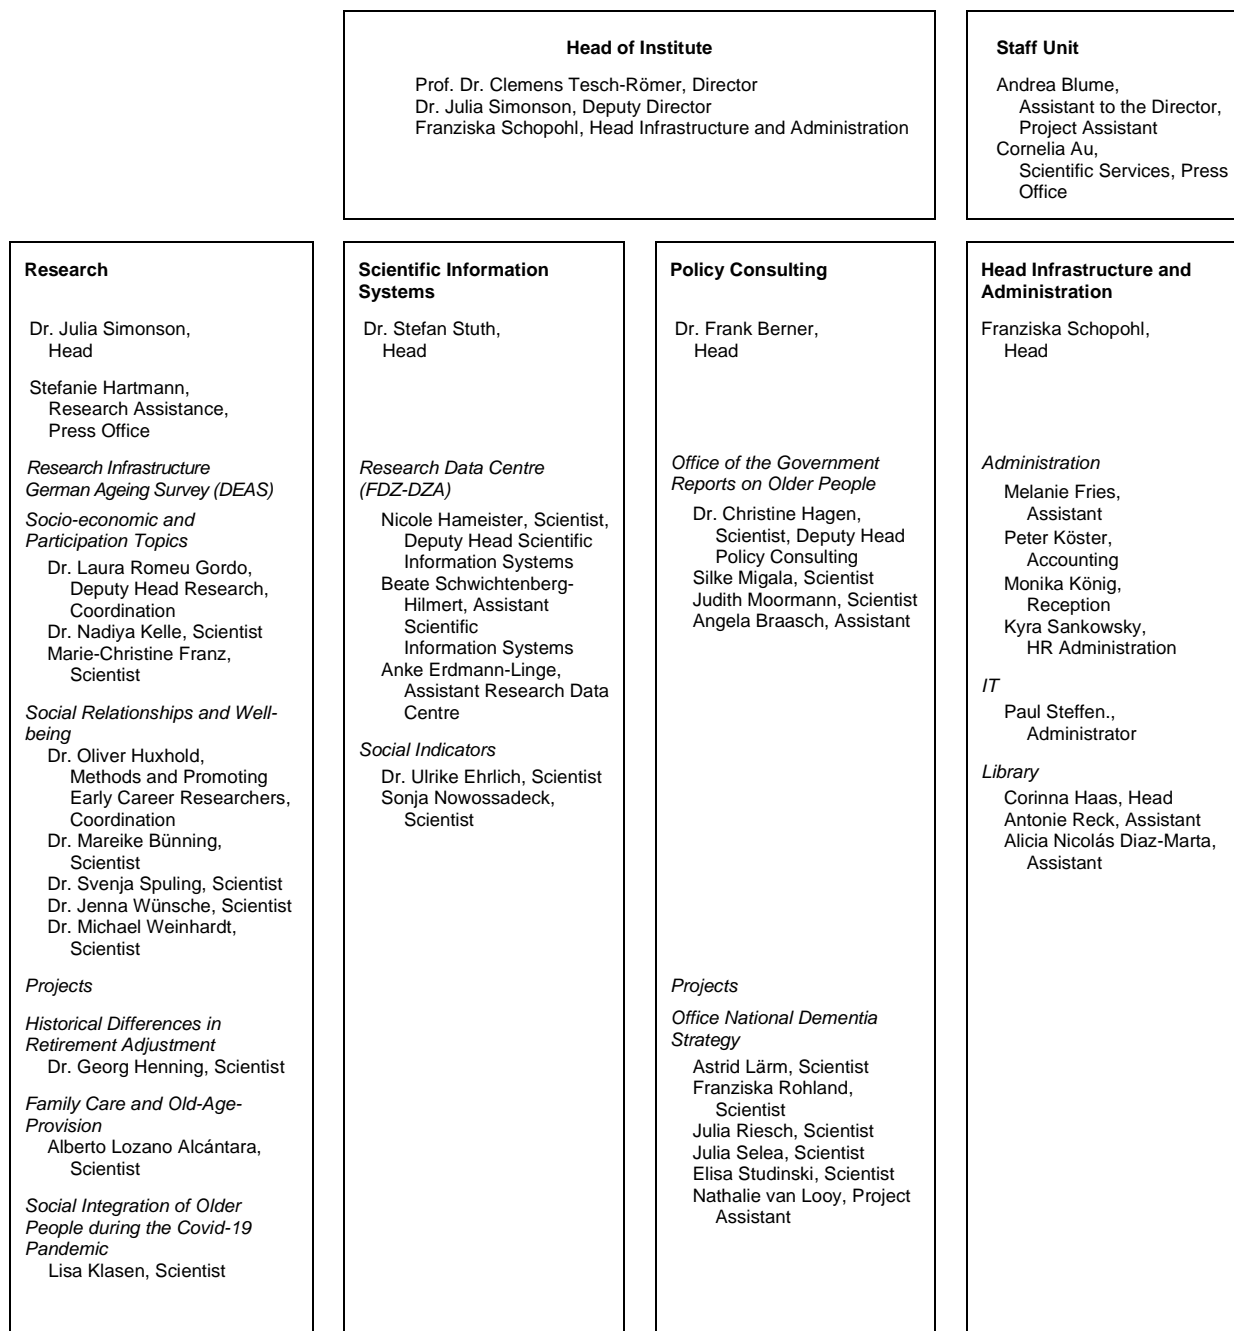 Head of Institute
Prof. Dr. Clemens Tesch-Römer, Director
Dr. Julia Simonson, Deputy Director
Franziska Schopohl, Head Infrastructure and Administration
Staff Unit
Andrea Blume,
Assistant to the Director,
Project Assistant
Cornelia Au,
Scientific Services, Press
Office
Research
Dr. Julia Simonson,
Head
Stefanie Hartmann,
Research Assistance,
Press Office
Research Infrastructure
German Ageing Survey (DEAS)
Socio-economic and
Participation Topics
Dr. Laura Romeu Gordo,
Deputy Head Research,
Coordination
Dr. Nadiya Kelle, Scientist
Marie-Christine Franz,
Scientist
Social Relationships and Well-
being
Dr. Oliver Huxhold,
Methods and Promoting
Early Career Researchers,
Coordination
Dr. Mareike Bünning,
Scientist
Dr. Svenja Spuling, Scientist
Dr. Jenna Wünsche, Scientist
Dr. Michael Weinhardt,
Scientist
Projects
Historical Differences in
Retirement Adjustment
Dr. Georg Henning, Scientist
Family Care and Old-Age-
Provision
Alberto Lozano Alcántara,
Scientist
Social Integration of Older
People during the Covid-19
Pandemic
Lisa Klasen, Scientist
Scientific Information
Systems
Dr. Stefan Stuth,
Head
Research Data Centre
(FDZ-DZA)
Nicole Hameister, Scientist,
Deputy Head Scientific
Information Systems
Beate Schwichtenberg-
Hilmert, Assistant
Scientific
Information Systems
Anke Erdmann-Linge,
Assistant Research Data
Centre
Social Indicators
Dr. Ulrike Ehrlich, Scientist
Sonja Nowossadeck,
Scientist
Policy Consulting
Dr. Frank Berner,
Head
Office of the Government
Reports on Older People
Dr. Christine Hagen,
Scientist, Deputy Head
Policy Consulting
Silke Migala, Scientist
Judith Moormann, Scientist
Angela Braasch, Assistant
Projects
Office National Dementia
Strategy
Astrid Lärm, Scientist
Franziska Rohland,
Scientist
Julia Riesch, Scientist
Julia Selea, Scientist
Elisa Studinski, Scientist
Nathalie van Looy, Project
Assistant
Head Infrastructure and
Administration
Franziska Schopohl,
Head
Administration
Melanie Fries,
Assistant
Peter Köster,
Accounting
Monika König,
Reception
Kyra Sankowsky,
HR Administration
IT
Paul Steffen.,
Administrator
Library
Corinna Haas, Head
Antonie Reck, Assistant
Alicia Nicolás Diaz-Marta,
Assistant